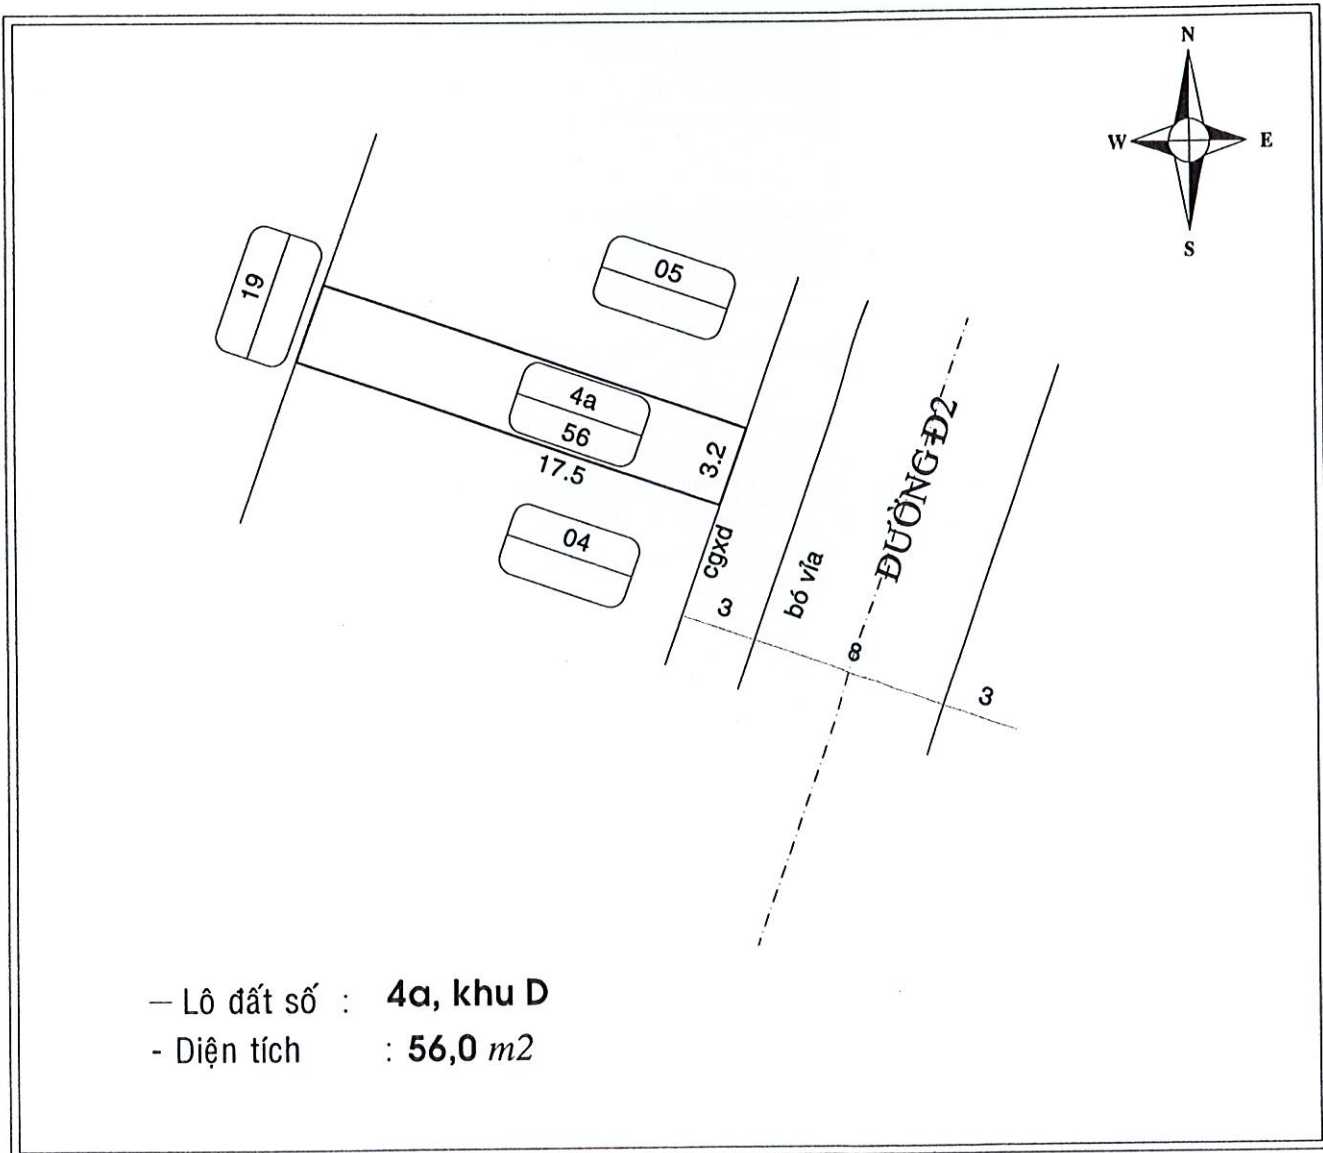 N
W
E
S
19
05
4a
56
17.5
3.2
04
cgxd
3
bó vỉa
ĐƯỜNG Đ2
8
3
— Lô đất số : 4a, khu D
- Diện tích : 56,0 m2